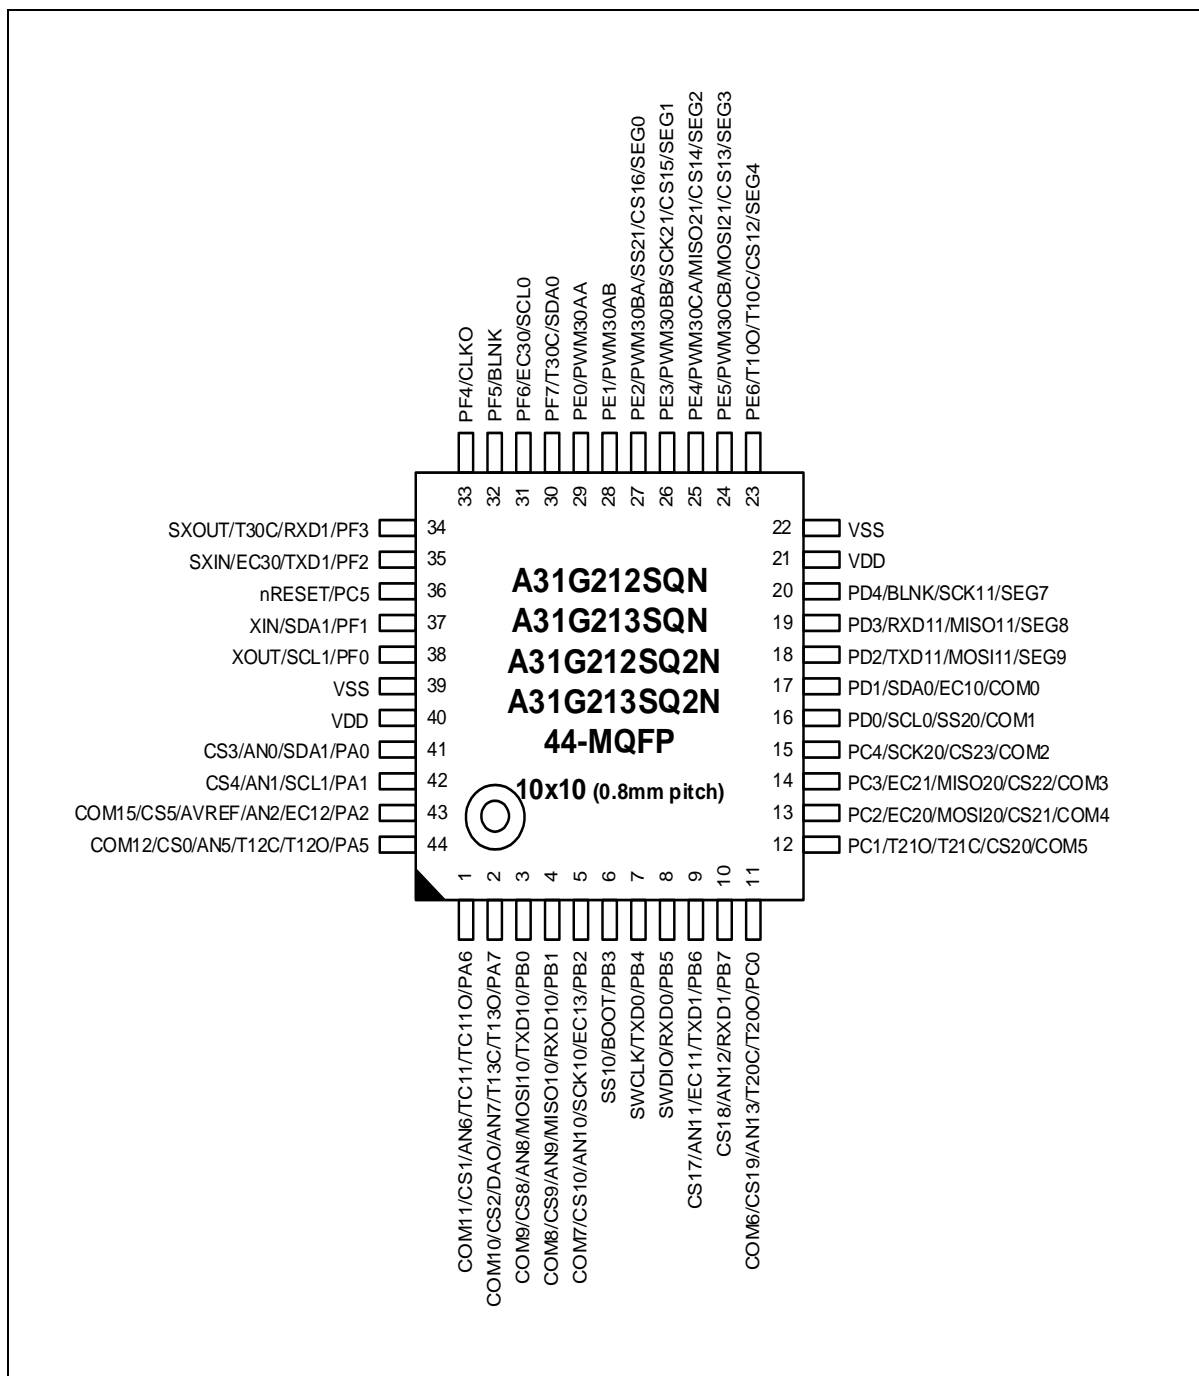 PF4/CLKO
PF5/BLNK
PF6/EC30/SCL0
PF7/T30C/SDA0
PE0/PWM30AA
PE1/PWM30AB
PE2/PWM30BA/SS21/CS16/SEG0
PE3/PWM30BB/SCK21/CS15/SEG1
PE4/PWM30CA/MISO21/CS14/SEG2
PE5/PWM30CB/MOSI21/CS13/SEG3
PE6/T10O/T10C/CS12/SEG4
33 32 31 30 29 28 27 26 25 24 23
SXOUT/T30C/RXD1/PF3 34
SXIN/EC30/TXD1/PF2 35
nRESET/PC5 36
XIN/SDA1/PF1 37
XOUT/SCL1/PF0 38
VSS 39
VDD 40
CS3/AN0/SDA1/PA0 41
CS4/AN1/SCL1/PA1 42
COM15/CS5/AVREF/AN2/EC12/PA2 43
COM12/CS0/AN5/T12C/T12O/PA5 44
A31G212SQN
A31G213SQN
A31G212SQ2N
A31G213SQ2N
44-MQFP
10x10 (0.8mm pitch)
22 VSS
21 VDD
20 PD4/BLNK/SCK11/SEG7
19 PD3/RXD11/MISO11/SEG8
18 PD2/TXD11/MOSI11/SEG9
17 PD1/SDA0/EC10/COM0
16 PD0/SCL0/SS20/COM1
15 PC4/SCK20/CS23/COM2
14 PC3/EC21/MISO20/CS22/COM3
13 PC2/EC20/MOSI20/CS21/COM4
12 PC1/T21O/T21C/CS20/COM5
1 2 3 4 5 6 7 8 9 10 11
COM11/CS1/AN6/TC11/TC11O/PA6
COM10/CS2/DAO/AN7/T13C/T13O/PA7
COM9/CS8/AN8/MOSI10/TXD10/PB0
COM8/CS9/AN9/MISO10/RXD10/PB1
COM7/CS10/AN10/SCK10/EC13/PB2
SS10/BOOT/PB3
SWCLK/TXD0/PB4
SWDIO/RXD0/PB5
CS17/AN11/EC11/TXD1/PB6
CS18/AN12/RXD1/PB7
COM6/CS19/AN13/T20C/T20O/PC0